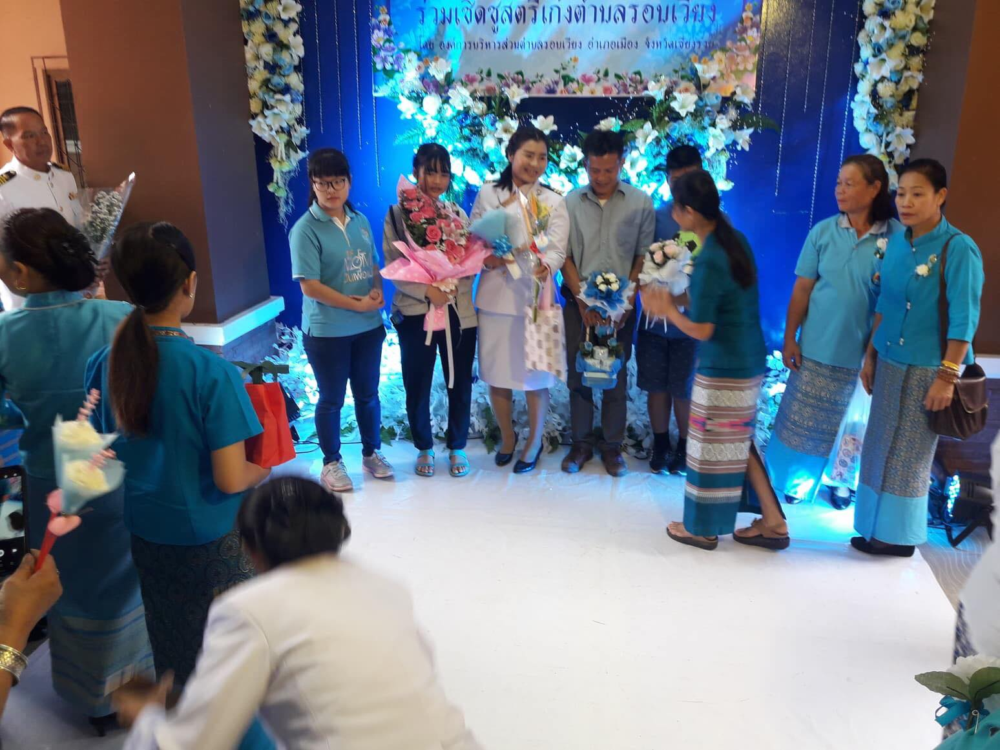 ร่วมเชิดชูสตรีเก่งตำบลรอบเวียง
โดย องค์การบริหารส่วนตำบลรอบเวียง อำเภอเมือง จังหวัดเชียงราย